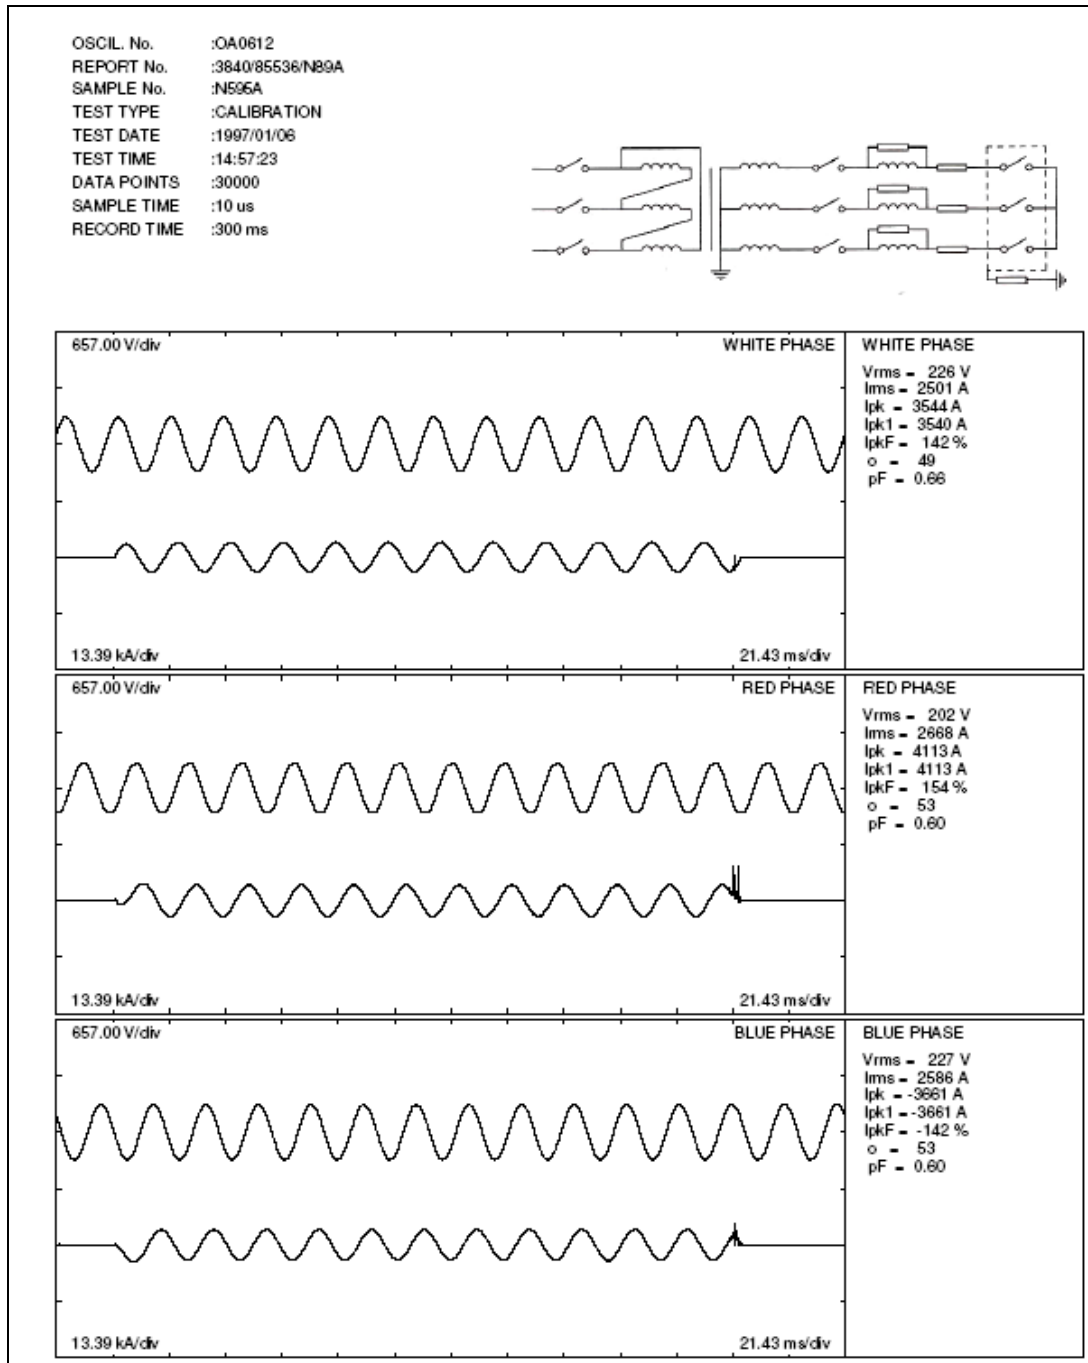 OSCIL. No. :OA0612
REPORT No. :3840/85536/N89A
SAMPLE No. :N595A
TEST TYPE :CALIBRATION
TEST DATE :1997/01/06
TEST TIME :14:57:23
DATA POINTS :30000
SAMPLE TIME :10 us
RECORD TIME :300 ms
657.00 V/div WHITE PHASE
13.39 kA/div 21.43 ms/div
WHITE PHASE
Vrms = 226 V
Irms = 2501 A
Ipk = 3544 A
Ipk1 = 3540 A
IpkF = 142 %
o = 49
pF = 0.66
657.00 V/div RED PHASE
13.39 kA/div 21.43 ms/div
RED PHASE
Vrms = 202 V
Irms = 2668 A
Ipk = 4113 A
Ipk1 = 4113 A
IpkF = 154 %
o = 53
pF = 0.60
657.00 V/div BLUE PHASE
13.39 kA/div 21.43 ms/div
BLUE PHASE
Vrms = 227 V
Irms = 2586 A
Ipk = -3661 A
Ipk1 = -3661 A
IpkF = -142 %
o = 53
pF = 0.60